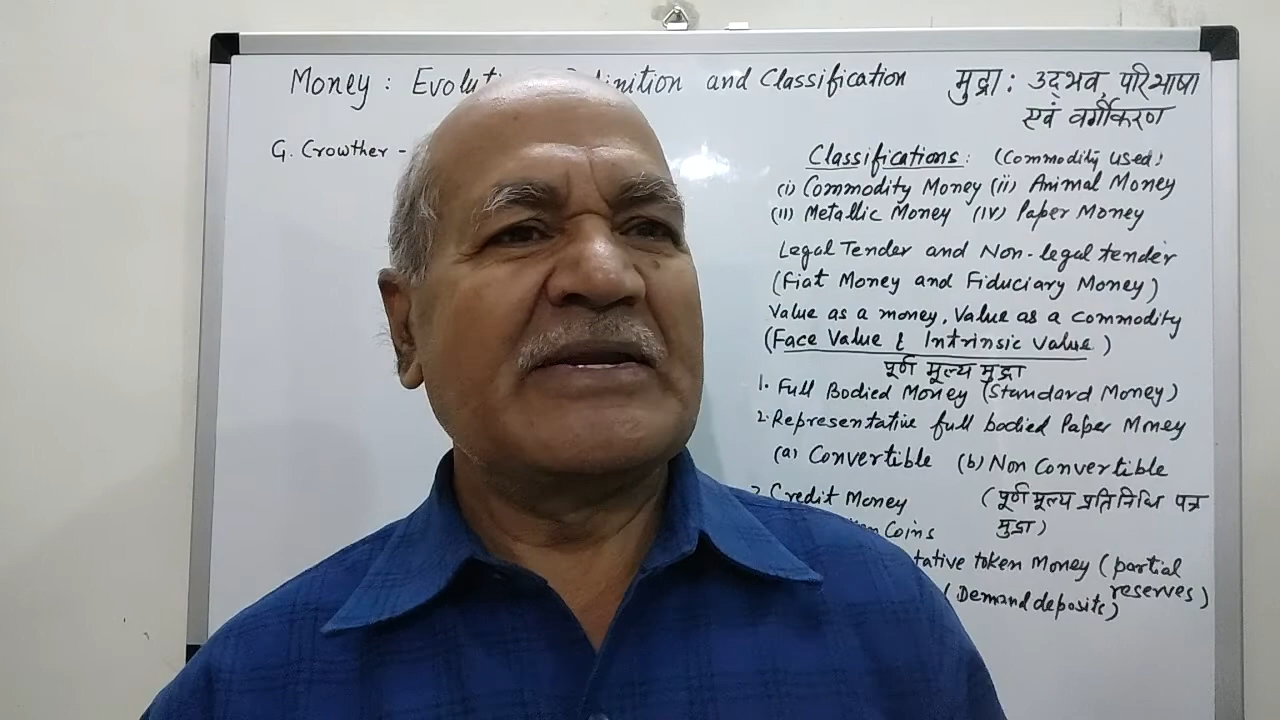 Money : Evoluti inition and Classification मुद्रा : उद्भव, परिभाषा
एवं वर्गीकरण
G. Crowther -
Classifications : (Commodity used)
(i) Commodity Money (ii) Animal Money
(II) Metallic Money (IV) Paper Money
Legal Tender and Non-legal tender
(Fiat Money and Fiduciary Money)
Value as a money, Value as a commodity
(Face Value & Intrinsic Value)
पूर्ण मूल्य मुद्रा
1. Full Bodied Money (Standard Money)
2. Representative full bodied Paper Money
(a) Convertible (b) Non Convertible
Credit Money (पूर्ण मूल्य प्रतिनिधि पत्र
Coins मुद्रा)
tative token Money (partial
reserves)
(Demand deposits)